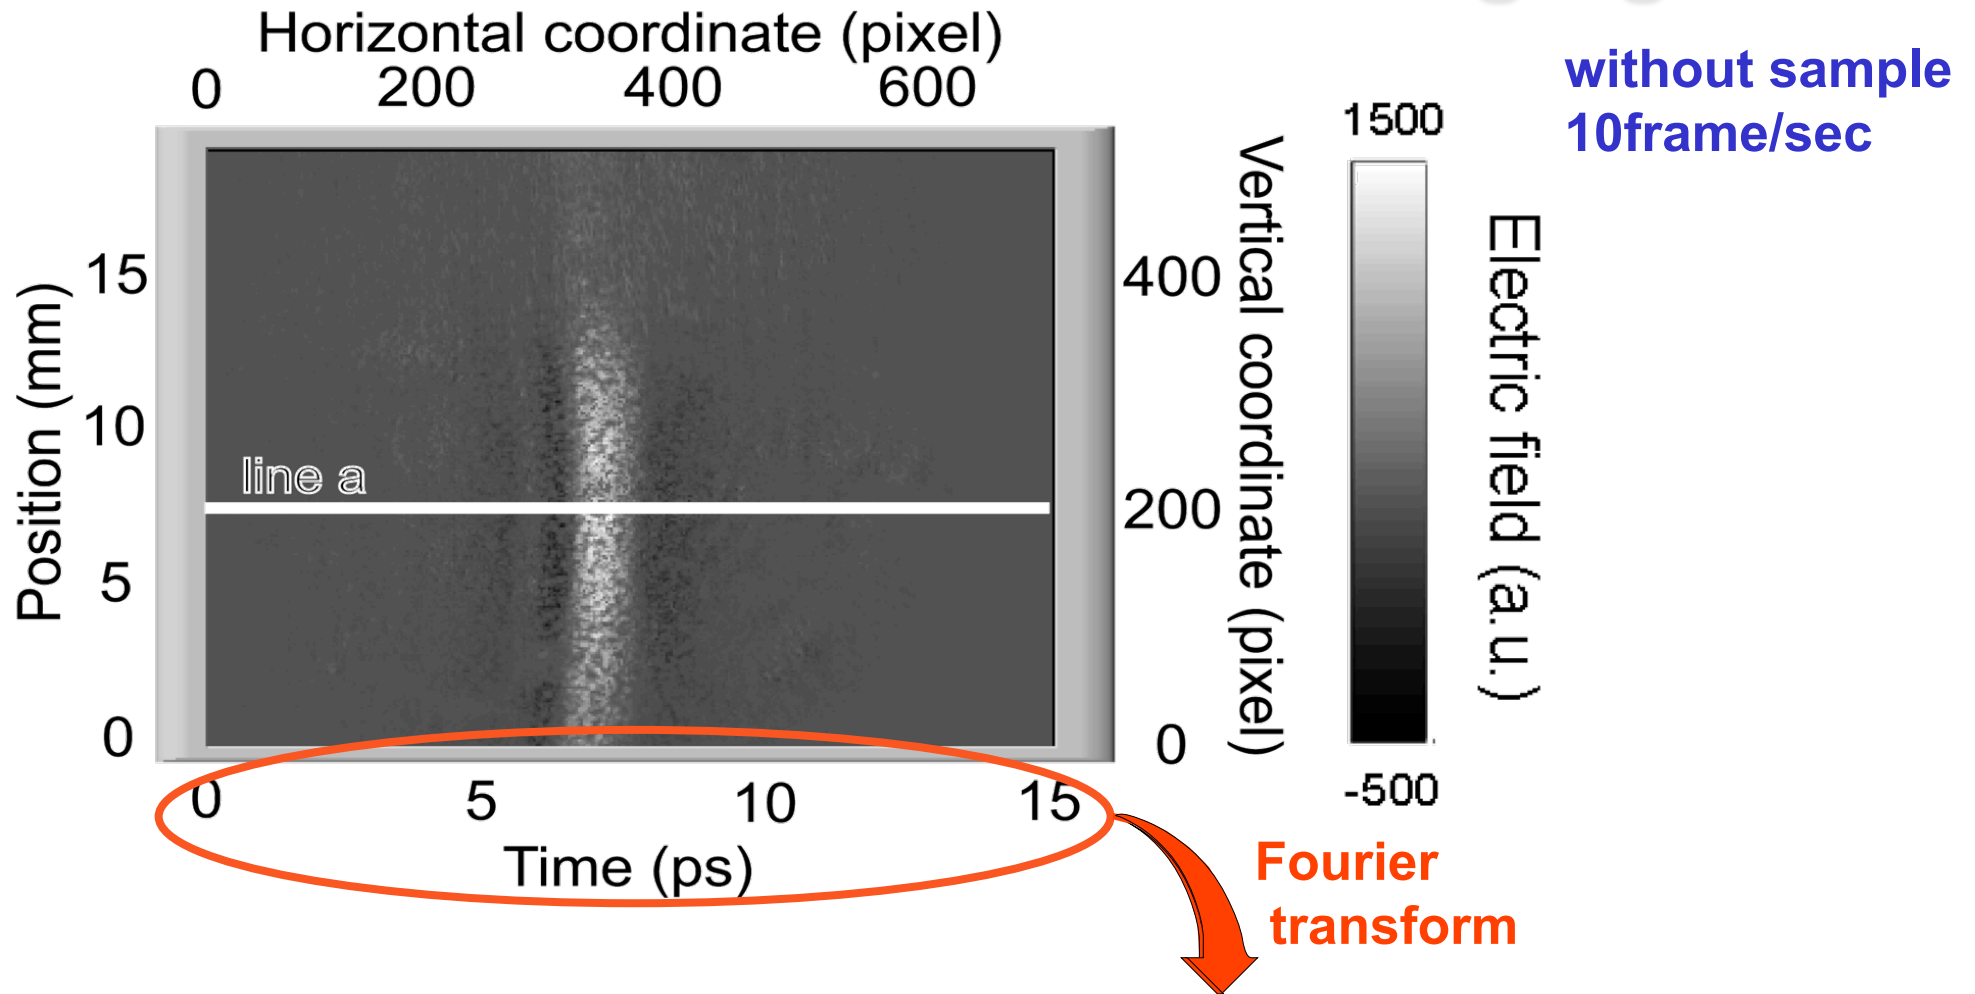 Horizontal coordinate (pixel)
0 200 400 600
without sample
10frame/sec
Position (mm)
15
10
5
0
line a
400
200
0
Vertical coordinate (pixel)
1500
-500
Electric field (a.u.)
0 5 10 15
Time (ps)
Fourier
transform